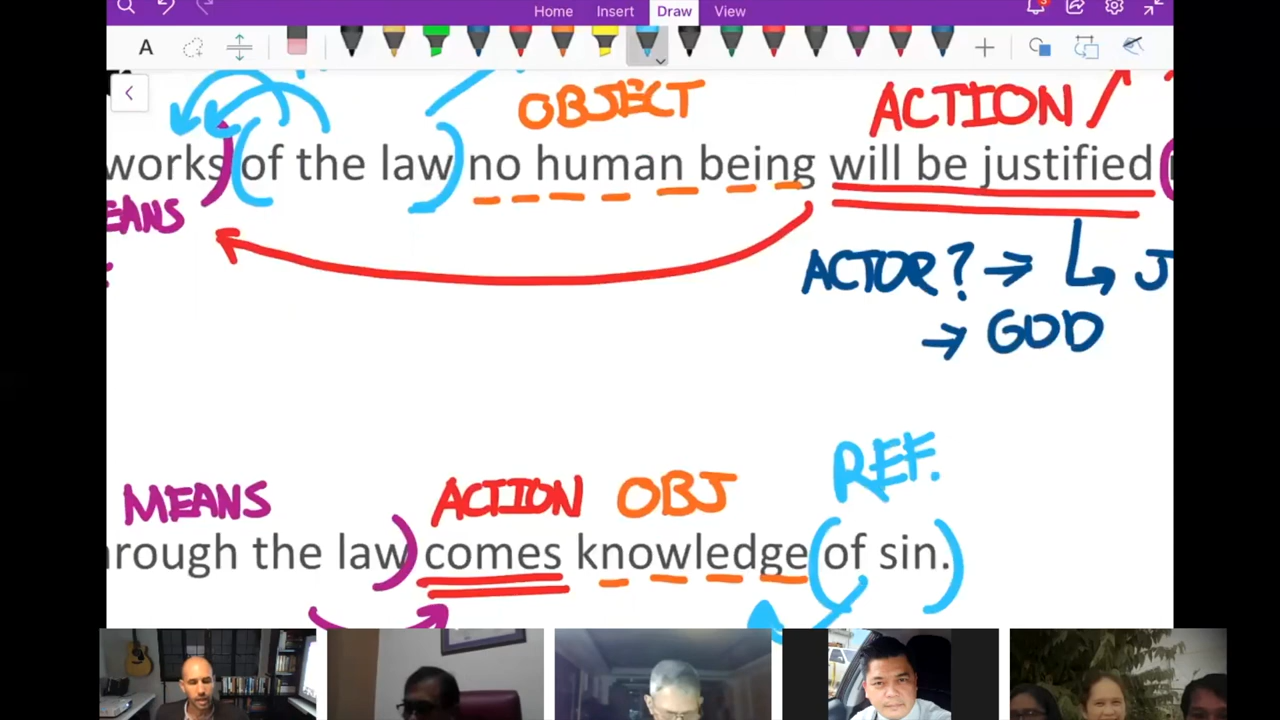 Home Insert Draw View
A
OBJECT ACTION
works (of the law) no human being will be justified
EANS
ACTOR? → J
→ GOD
REF.
MEANS ACTION OBJ
hrough the law) comes knowledge (of sin.)